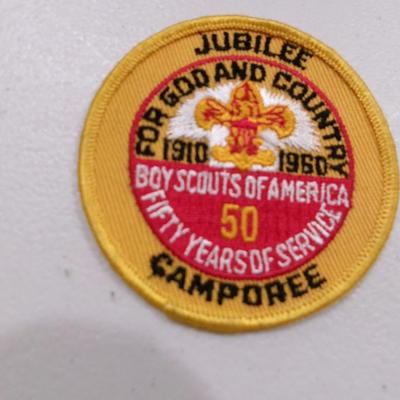 JUBILEE
FOR GOD AND COUNTRY
1910 1960
BOY SCOUTS OF AMERICA
50
FIFTY YEARS OF SERVICE
CAMPOREE